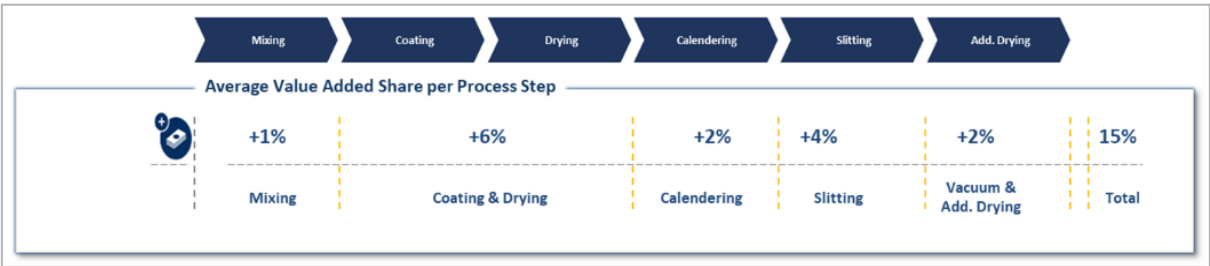 Mixing
Coating
Drying
Calendering
Slitting
Add. Drying
Average Value Added Share per Process Step
+
+1%
+6%
+2%
+4%
+2%
15%
Mixing
Coating & Drying
Calendering
Slitting
Vacuum &
Add. Drying
Total